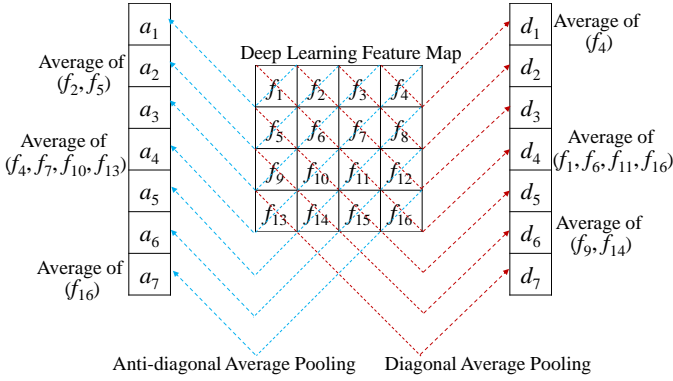 a1
d1
Average of
(f4)
Deep Learning Feature Map
Average of
(f2, f5)
a2
d2
f1 f2 f3 f4
a3
d3
f5 f6 f7 f8
Average of
(f4, f7, f10, f13)
a4
d4
Average of
(f1, f6, f11, f16)
f9 f10 f11 f12
a5
d5
f13 f14 f15 f16
a6
d6
Average of
(f9, f14)
Average of
(f16)
a7
d7
Anti-diagonal Average Pooling
Diagonal Average Pooling